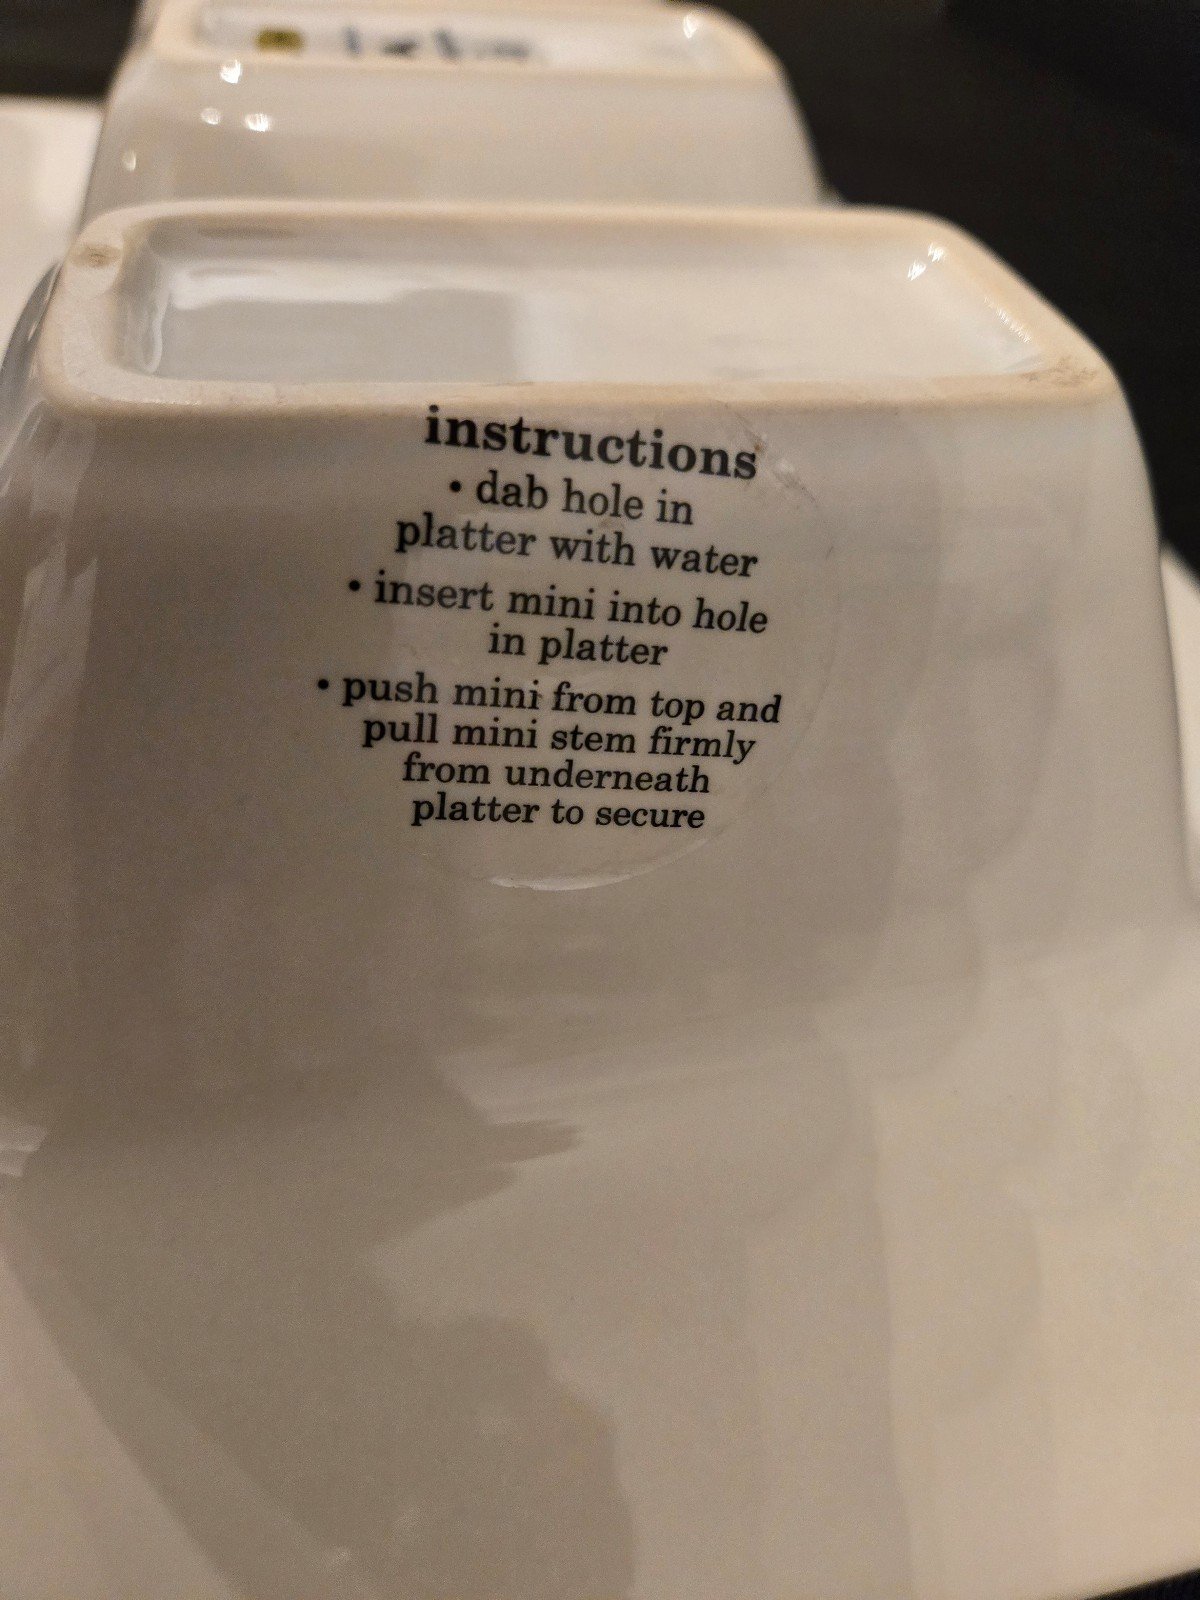 instructions
• dab hole in
platter with water
• insert mini into hole
in platter
• push mini from top and
pull mini stem firmly
from underneath
platter to secure